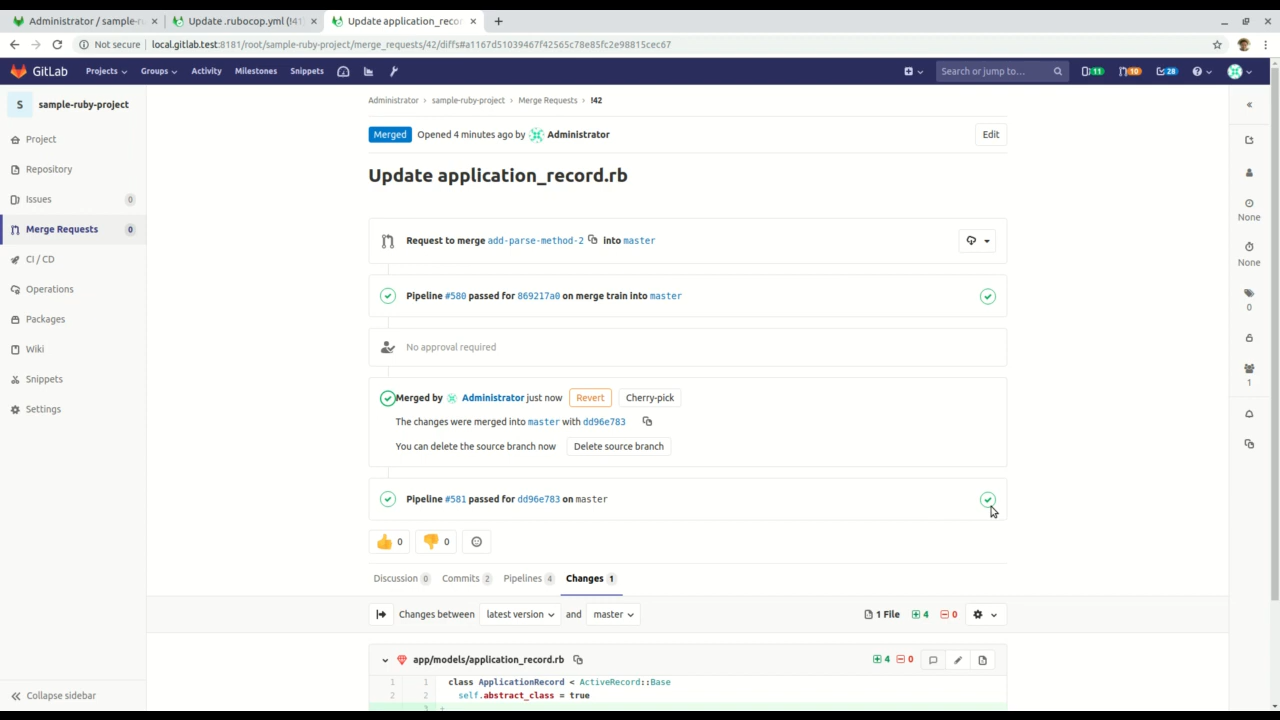 Administrator / sample-ru
Update .rubocop.yml (!41)
Update application_recor
Not secure
local.gitlab.test:8181/root/sample-ruby-project/merge_requests/42/diffs#a1167d51039467f42565c78e85fc2e98815cec67
GitLab
Projects
Groups
Activity
Milestones
Snippets
Search or jump to…
11
10
28
S
sample-ruby-project
Project
Repository
Issues 0
Merge Requests 0
CI / CD
Operations
Packages
Wiki
Snippets
Settings
Collapse sidebar
Administrator › sample-ruby-project › Merge Requests › !42
Merged Opened 4 minutes ago by Administrator
Edit
Update application_record.rb
Request to merge add-parse-method-2 into master
Pipeline #580 passed for 869217a0 on merge train into master
No approval required
Merged by Administrator just now Revert Cherry-pick
The changes were merged into master with dd96e783
You can delete the source branch now Delete source branch
Pipeline #581 passed for dd96e783 on master
0
0
Discussion 0 Commits 2 Pipelines 4 Changes 1
Changes between latest version and master
1 File 4 0
app/models/application_record.rb
4 0
1 1 class ApplicationRecord < ActiveRecord::Base
2 2 self.abstract_class = true
3 +
None
None
0
1